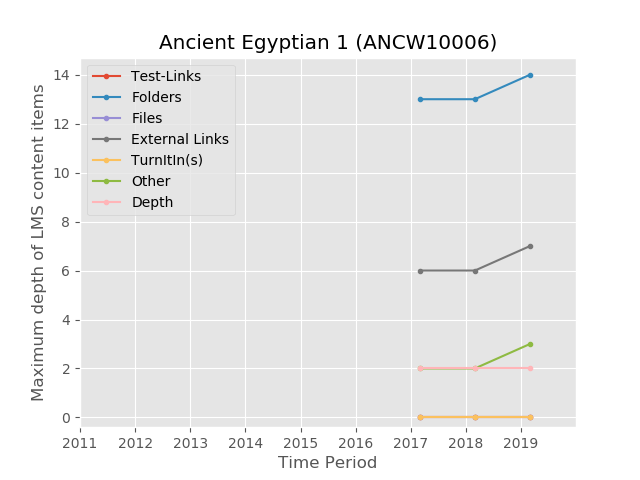 Ancient Egyptian 1 (ANCW10006)
Maximum depth of LMS content items
14
12
10
8
6
4
2
0
Test-Links
Folders
Files
External Links
TurnItIn(s)
Other
Depth
2011 2012 2013 2014 2015 2016 2017 2018 2019
Time Period